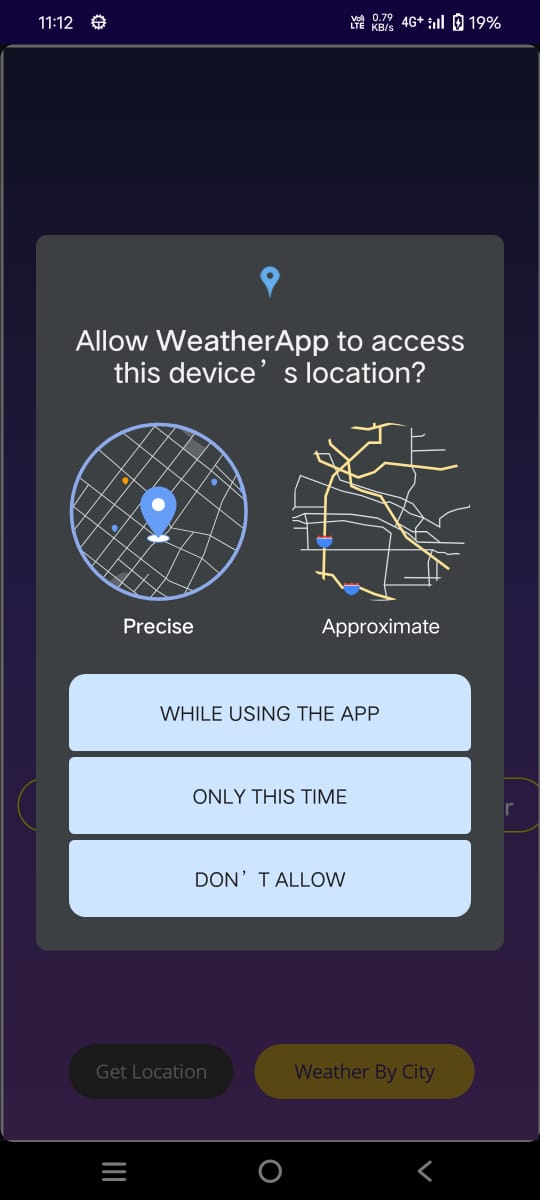 11:12 Vo) LTE 0.79 KB/s 4G+ 19%
Allow WeatherApp to access
this device’s location?
Precise Approximate
WHILE USING THE APP
ONLY THIS TIME
r
DON’T ALLOW
Get Location Weather By City